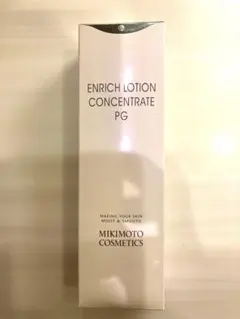 ENRICH LOTION
CONCENTRATE
PG
MAKING YOUR SKIN
MOIST & SMOOTH
MIKIMOTO
COSMETICS